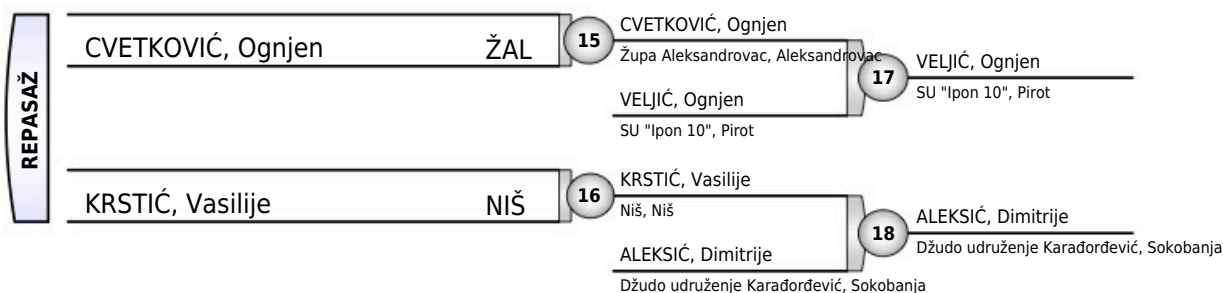 REPASAŽ
CVETKOVIĆ, Ognjen ŽAL
15
CVETKOVIĆ, Ognjen
Župa Aleksandrovac, Aleksandrovac
VELJIĆ, Ognjen
SU "Ipon 10", Pirot
17
VELJIĆ, Ognjen
SU "Ipon 10", Pirot
KRSTIĆ, Vasilije NIŠ
16
KRSTIĆ, Vasilije
Niš, Niš
ALEKSIĆ, Dimitrije
Džudo udruženje Karađorđević, Sokobanja
18
ALEKSIĆ, Dimitrije
Džudo udruženje Karađorđević, Sokobanja